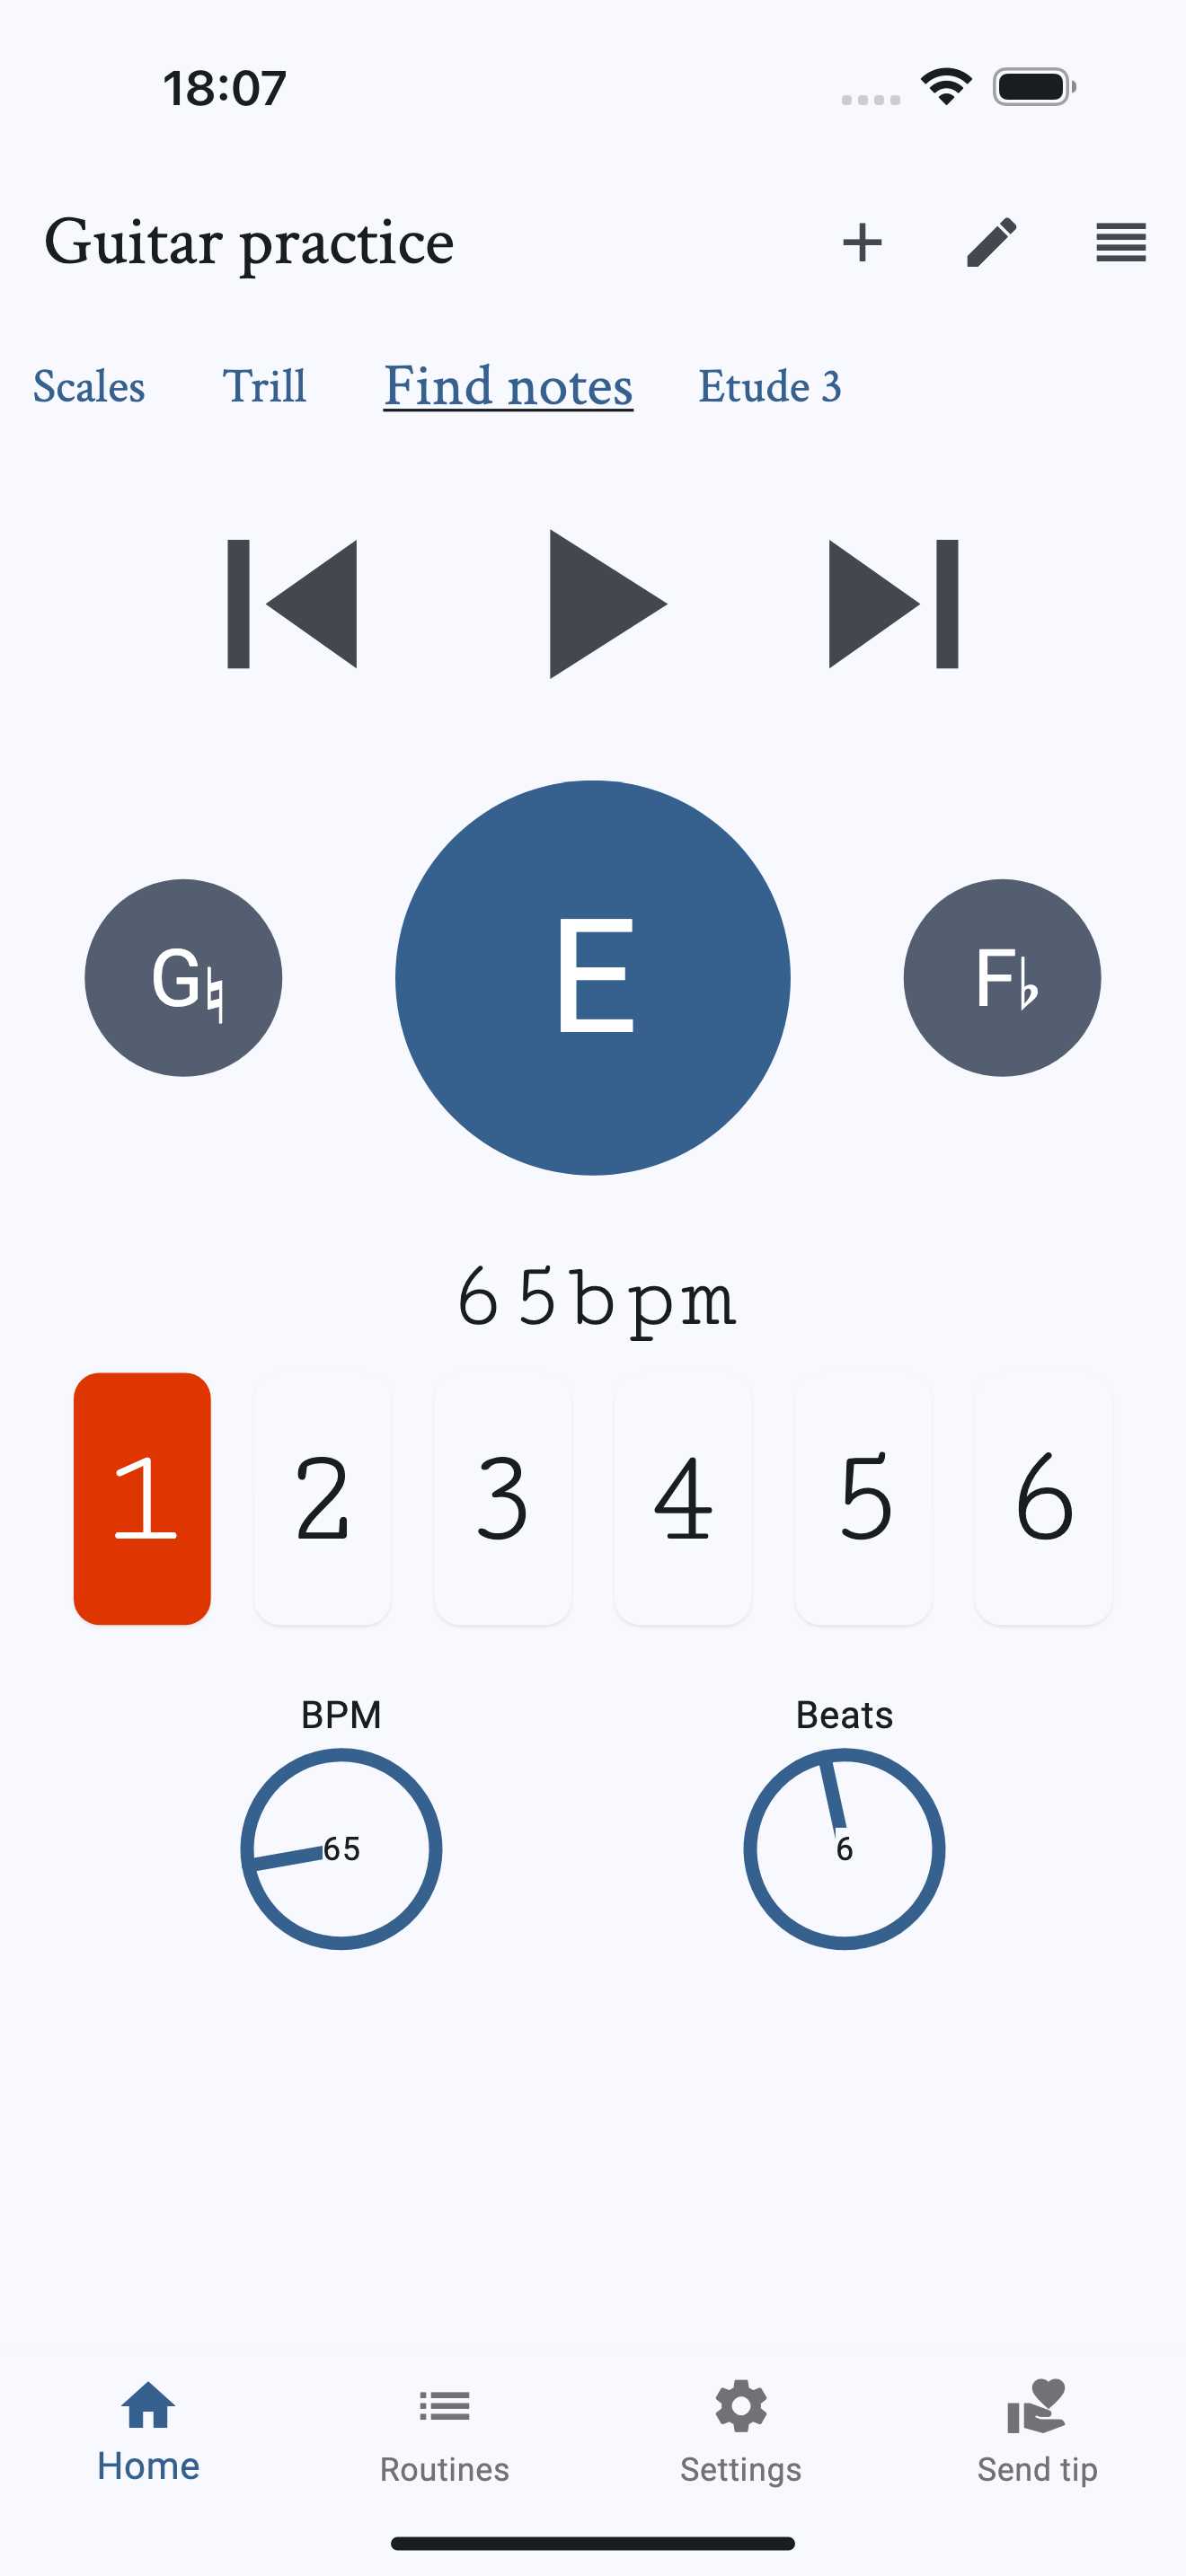 18:07
Guitar practice
Scales Trill Find notes Etude 3
G♮ E F♭
65bpm
1 2 3 4 5 6
BPM Beats
65 6
Home Routines Settings Send tip